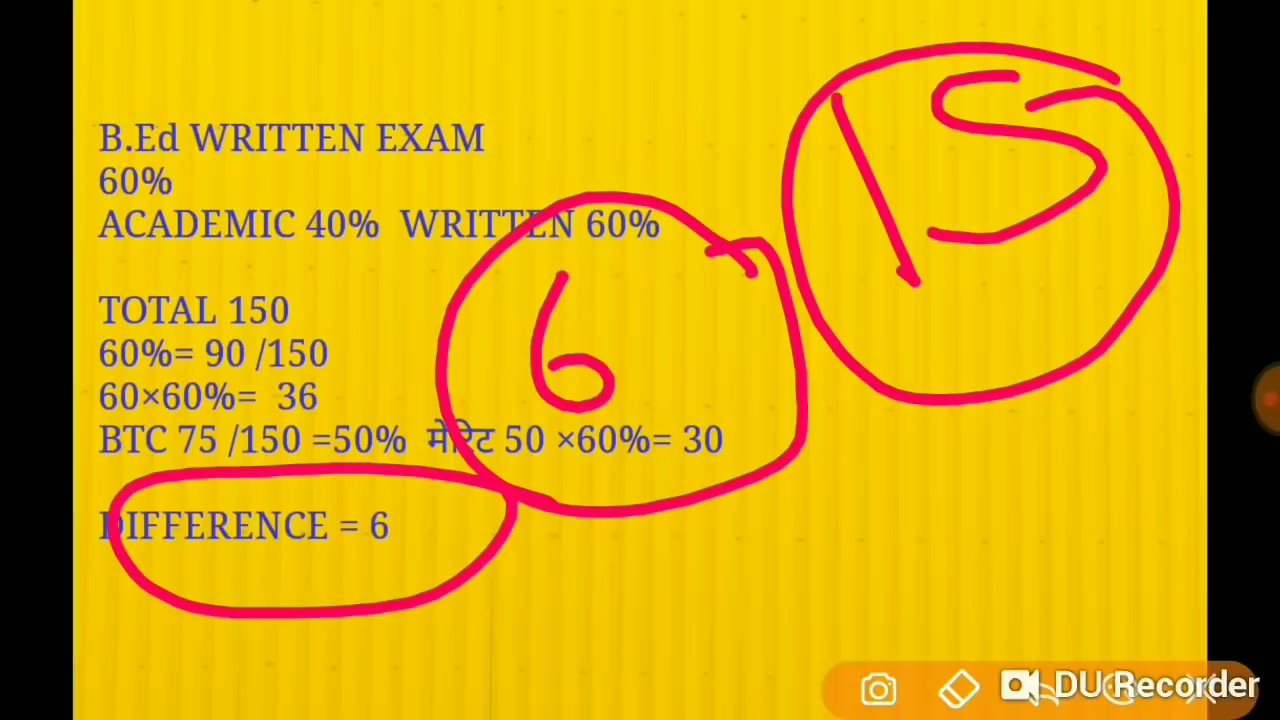 B.Ed WRITTEN EXAM
60%
ACADEMIC 40% WRITTEN 60%
TOTAL 150
60%= 90 /150
60×60%= 36
BTC 75 /150 =50% मेरिट 50 ×60%= 30
DIFFERENCE = 6
6
15
DU Recorder